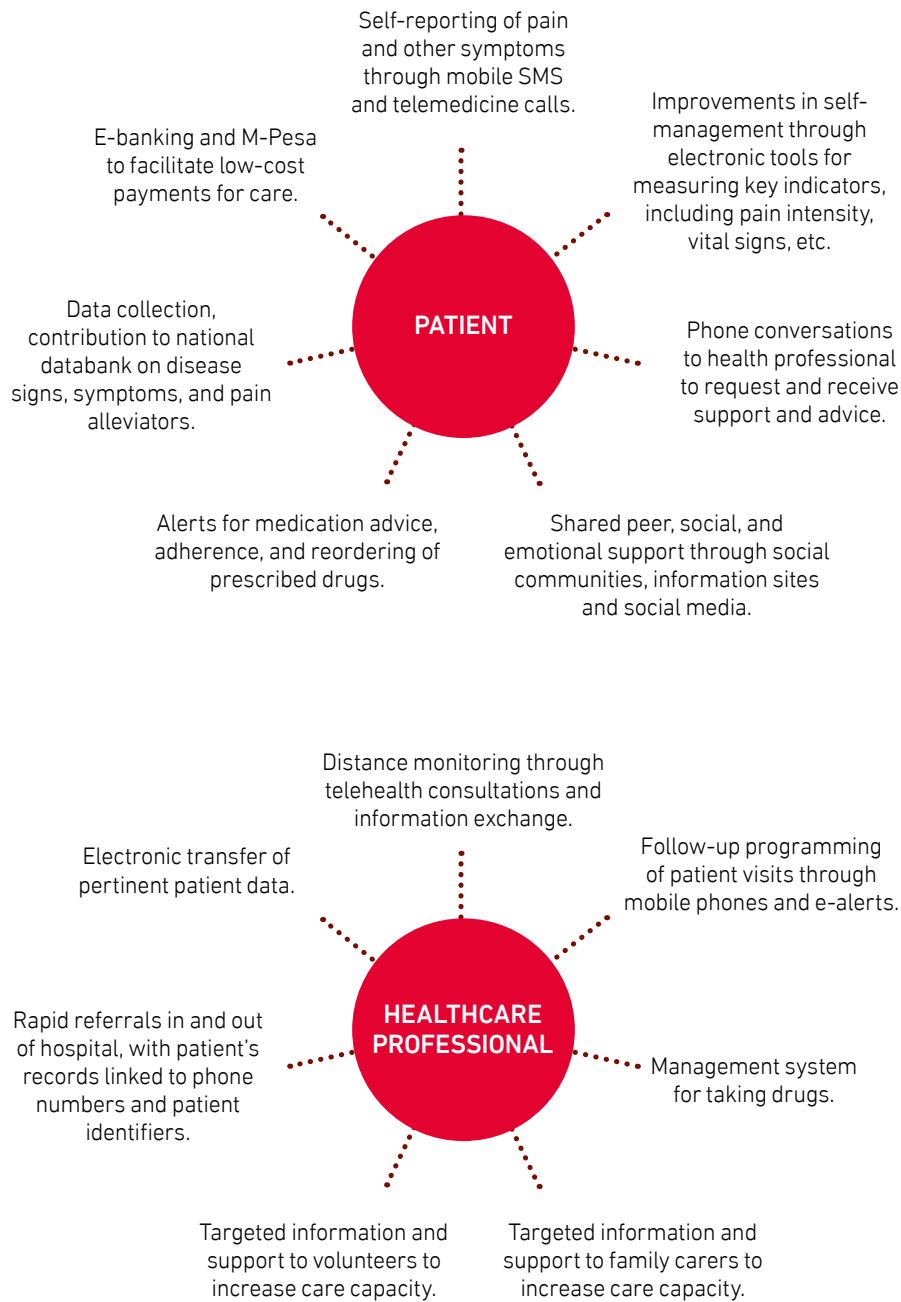 Self-reporting of pain
and other symptoms
through mobile SMS
and telemedicine calls.
Improvements in self-
management through
electronic tools for
measuring key indicators,
including pain intensity,
vital signs, etc.
Phone conversations
to health professional
to request and receive
support and advice.
Shared peer, social, and
emotional support through social
communities, information sites
and social media.
Alerts for medication advice,
adherence, and reordering of
prescribed drugs.
Data collection,
contribution to national
databank on disease
signs, symptoms, and pain
alleviators.
E-banking and M-Pesa
to facilitate low-cost
payments for care.
PATIENT
Distance monitoring through
telehealth consultations and
information exchange.
Follow-up programming
of patient visits through
mobile phones and e-alerts.
Management system
for taking drugs.
Targeted information and
support to family carers to
increase care capacity.
Targeted information and
support to volunteers to
increase care capacity.
Rapid referrals in and out
of hospital, with patient’s
records linked to phone
numbers and patient
identifiers.
Electronic transfer of
pertinent patient data.
HEALTHCARE
PROFESSIONAL